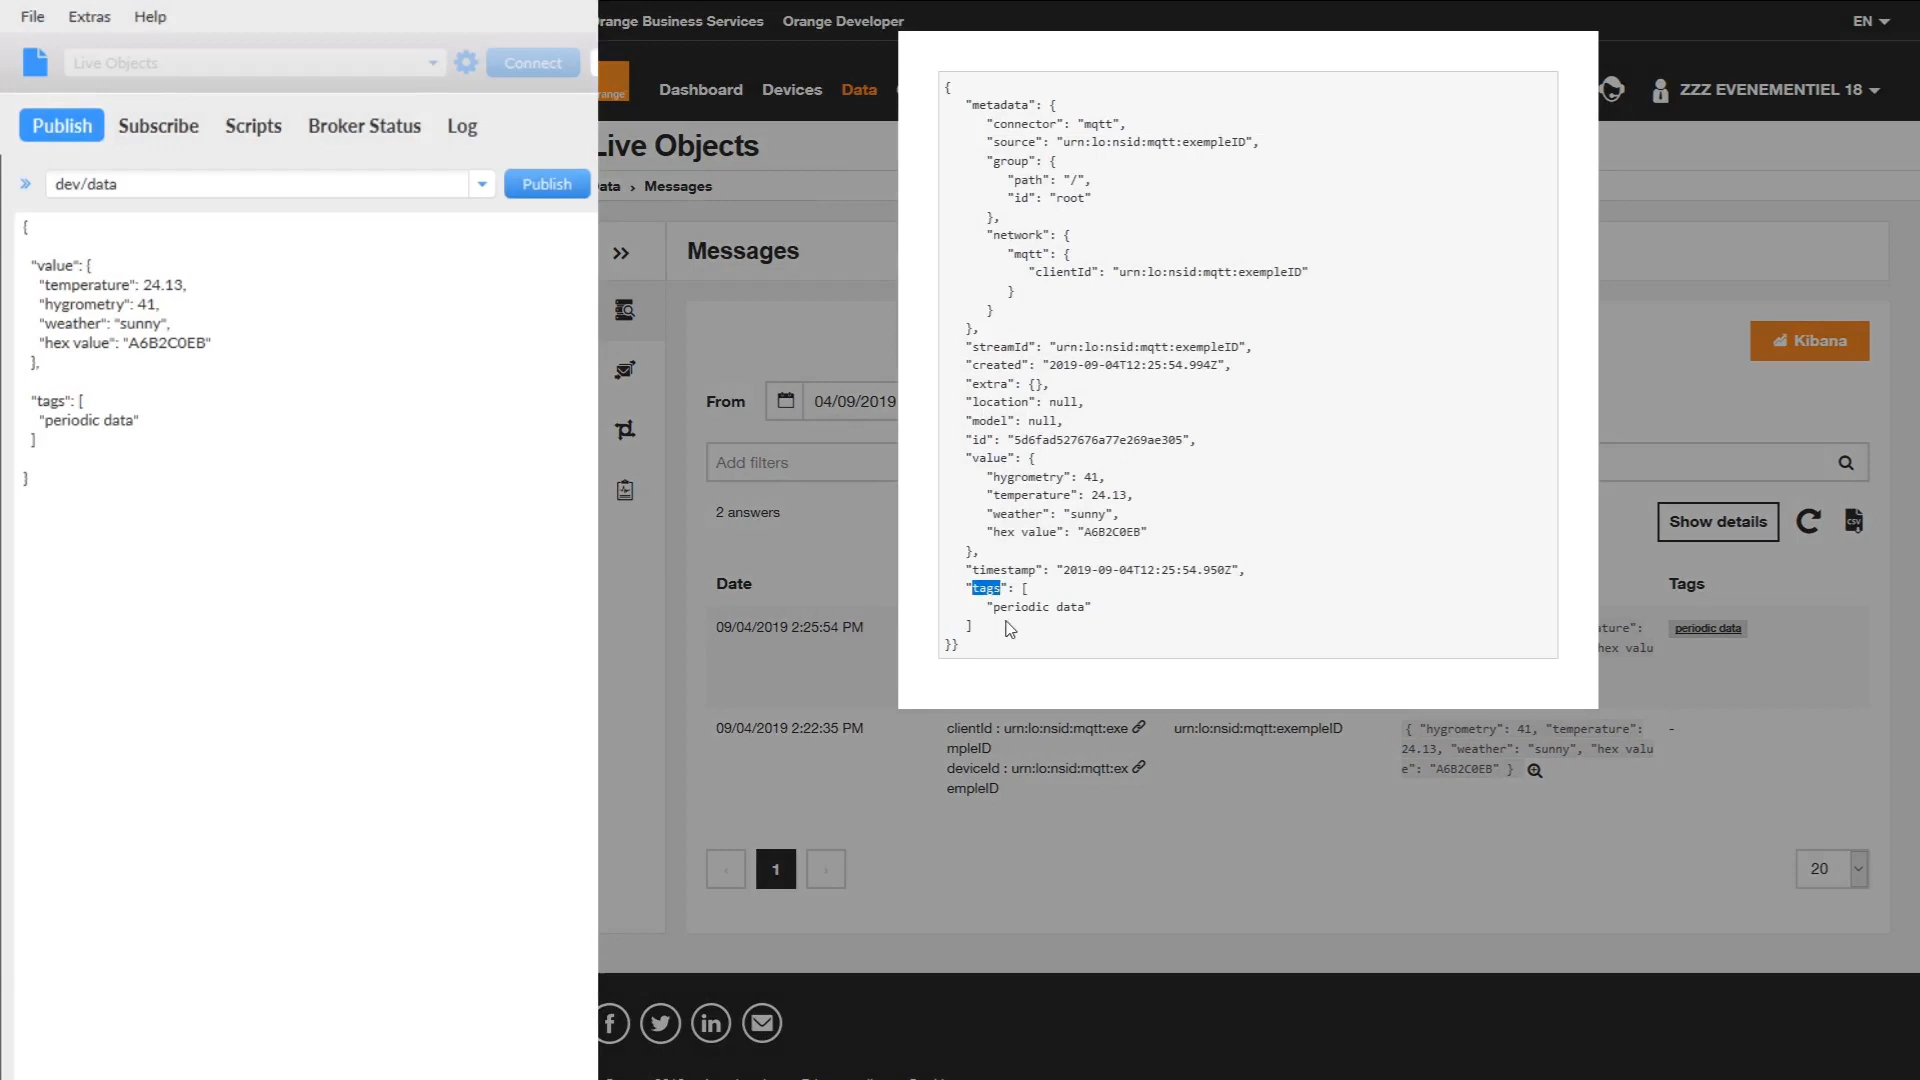 File Extras Help
Live Objects Connect
Publish Subscribe Scripts Broker Status Log
dev/data Publish
{
"value": {
"temperature": 24.13,
"hygrometry": 41,
"weather": "sunny",
"hex value": "A6B2C0EB"
},
"tags": [
"periodic data"
]
}
range Business Services Orange Developer EN
range Dashboard Devices Data ZZZ EVENEMENTIEL 18
Live Objects
ata › Messages
Messages
Kibana
From 04/09/2019
Add filters
2 answers
Show details
CSV
Date Tags
09/04/2019 2:25:54 PM
ature": periodic data
hex valu
09/04/2019 2:22:35 PM clientId : urn:lo:nsid:mqtt:exe urn:lo:nsid:mqtt:exempleID { "hygrometry": 41, "temperature": -
mpleID 24.13, "weather": "sunny", "hex valu
deviceId : urn:lo:nsid:mqtt:ex e": "A6B2C0EB" }
empleID
‹ 1 › 20
{
"metadata": {
"connector": "mqtt",
"source": "urn:lo:nsid:mqtt:exempleID",
"group": {
"path": "/",
"id": "root"
},
"network": {
"mqtt": {
"clientId": "urn:lo:nsid:mqtt:exempleID"
}
}
},
"streamId": "urn:lo:nsid:mqtt:exempleID",
"created": "2019-09-04T12:25:54.994Z",
"extra": {},
"location": null,
"model": null,
"id": "5d6fad527676a77e269ae305",
"value": {
"hygrometry": 41,
"temperature": 24.13,
"weather": "sunny",
"hex value": "A6B2C0EB"
},
"timestamp": "2019-09-04T12:25:54.950Z",
"tags": [
"periodic data"
]
}}